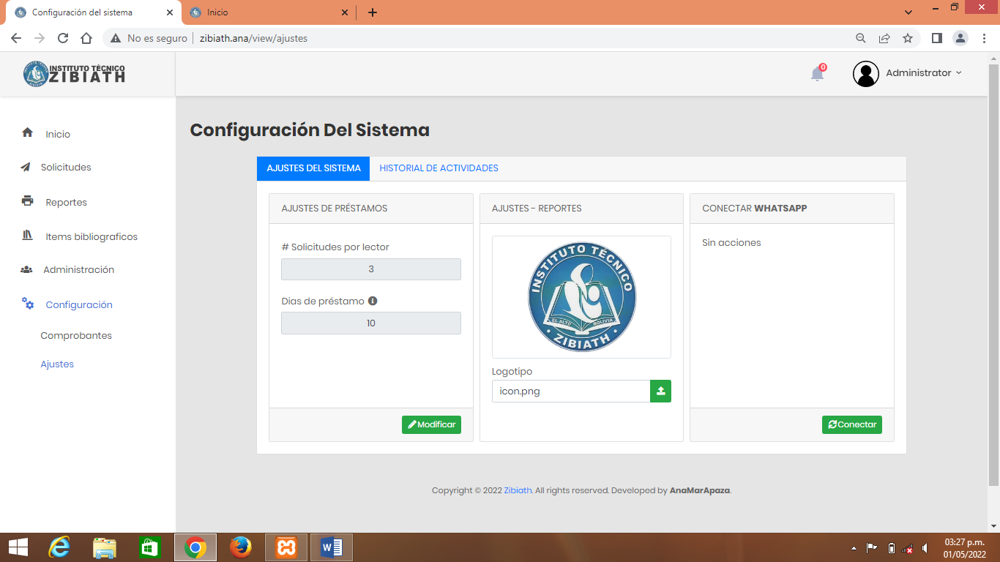 Configuración del sistema
Inicio
No es seguro
zibiath.ana/view/ajustes
INSTITUTO TÉCNICO
ZIBIATH
0
Administrator
Inicio
Solicitudes
Reportes
Items bibliograficos
Administración
Configuración
Comprobantes
Ajustes
Configuración Del Sistema
AJUSTES DEL SISTEMA
HISTORIAL DE ACTIVIDADES
AJUSTES DE PRÉSTAMOS
# Solicitudes por lector
3
Dias de préstamo
10
Modificar
AJUSTES - REPORTES
INSTITUTO TÉCNICO
EL ALTO
BOLIVIA
ZIBIATH
Logotipo
icon.png
CONECTAR WHATSAPP
Sin acciones
Conectar
Copyright © 2022 Zibiath. All rights reserved. Developed by AnaMarApaza.
03:27 p.m.
01/05/2022